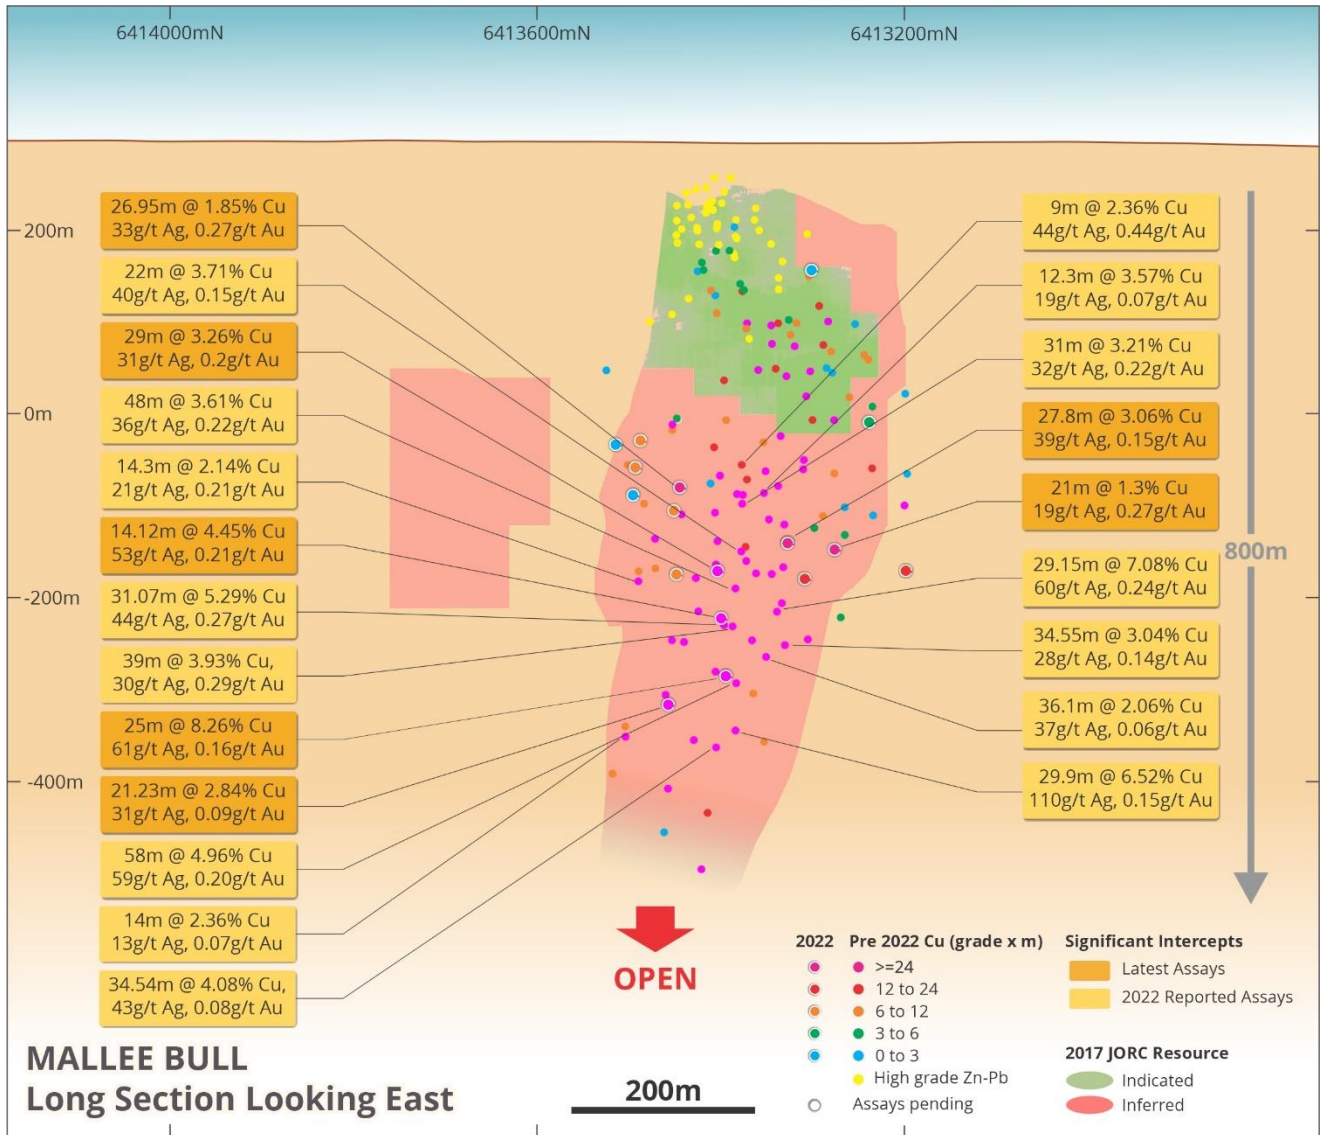 6414000mN
6413600mN
6413200mN
200m
0m
-200m
-400m
26.95m @ 1.85% Cu
33g/t Ag, 0.27g/t Au
22m @ 3.71% Cu
40g/t Ag, 0.15g/t Au
29m @ 3.26% Cu
31g/t Ag, 0.2g/t Au
48m @ 3.61% Cu
36g/t Ag, 0.22g/t Au
14.3m @ 2.14% Cu
21g/t Ag, 0.21g/t Au
14.12m @ 4.45% Cu
53g/t Ag, 0.21g/t Au
31.07m @ 5.29% Cu
44g/t Ag, 0.27g/t Au
39m @ 3.93% Cu,
30g/t Ag, 0.29g/t Au
25m @ 8.26% Cu
61g/t Ag, 0.16g/t Au
21.23m @ 2.84% Cu
31g/t Ag, 0.09g/t Au
58m @ 4.96% Cu
59g/t Ag, 0.20g/t Au
14m @ 2.36% Cu
13g/t Ag, 0.07g/t Au
34.54m @ 4.08% Cu,
43g/t Ag, 0.08g/t Au
9m @ 2.36% Cu
44g/t Ag, 0.44g/t Au
12.3m @ 3.57% Cu
19g/t Ag, 0.07g/t Au
31m @ 3.21% Cu
32g/t Ag, 0.22g/t Au
27.8m @ 3.06% Cu
39g/t Ag, 0.15g/t Au
21m @ 1.3% Cu
19g/t Ag, 0.27g/t Au
29.15m @ 7.08% Cu
60g/t Ag, 0.24g/t Au
34.55m @ 3.04% Cu
28g/t Ag, 0.14g/t Au
36.1m @ 2.06% Cu
37g/t Ag, 0.06g/t Au
29.9m @ 6.52% Cu
110g/t Ag, 0.15g/t Au
800m
OPEN
MALLEE BULL
Long Section Looking East
200m
2022 Pre 2022 Cu (grade x m)
>=24
12 to 24
6 to 12
3 to 6
0 to 3
High grade Zn-Pb
Assays pending
Significant Intercepts
Latest Assays
2022 Reported Assays
2017 JORC Resource
Indicated
Inferred